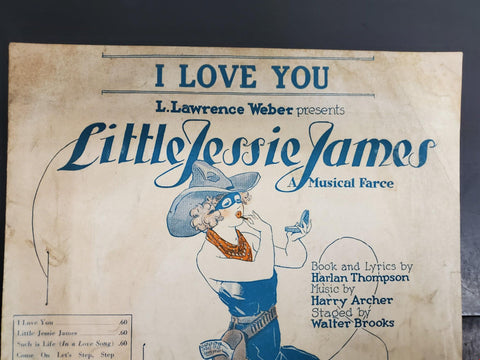 I LOVE YOU
L. Lawrence Weber presents
Little Jessie James
A Musical Farce
Book and Lyrics by
Harlan Thompson
Music by
Harry Archer
Staged by
Walter Brooks
I Love You .60
Little Jessie James .60
Such is Life (In a Love Song) .60
Come On Let's Step, Step